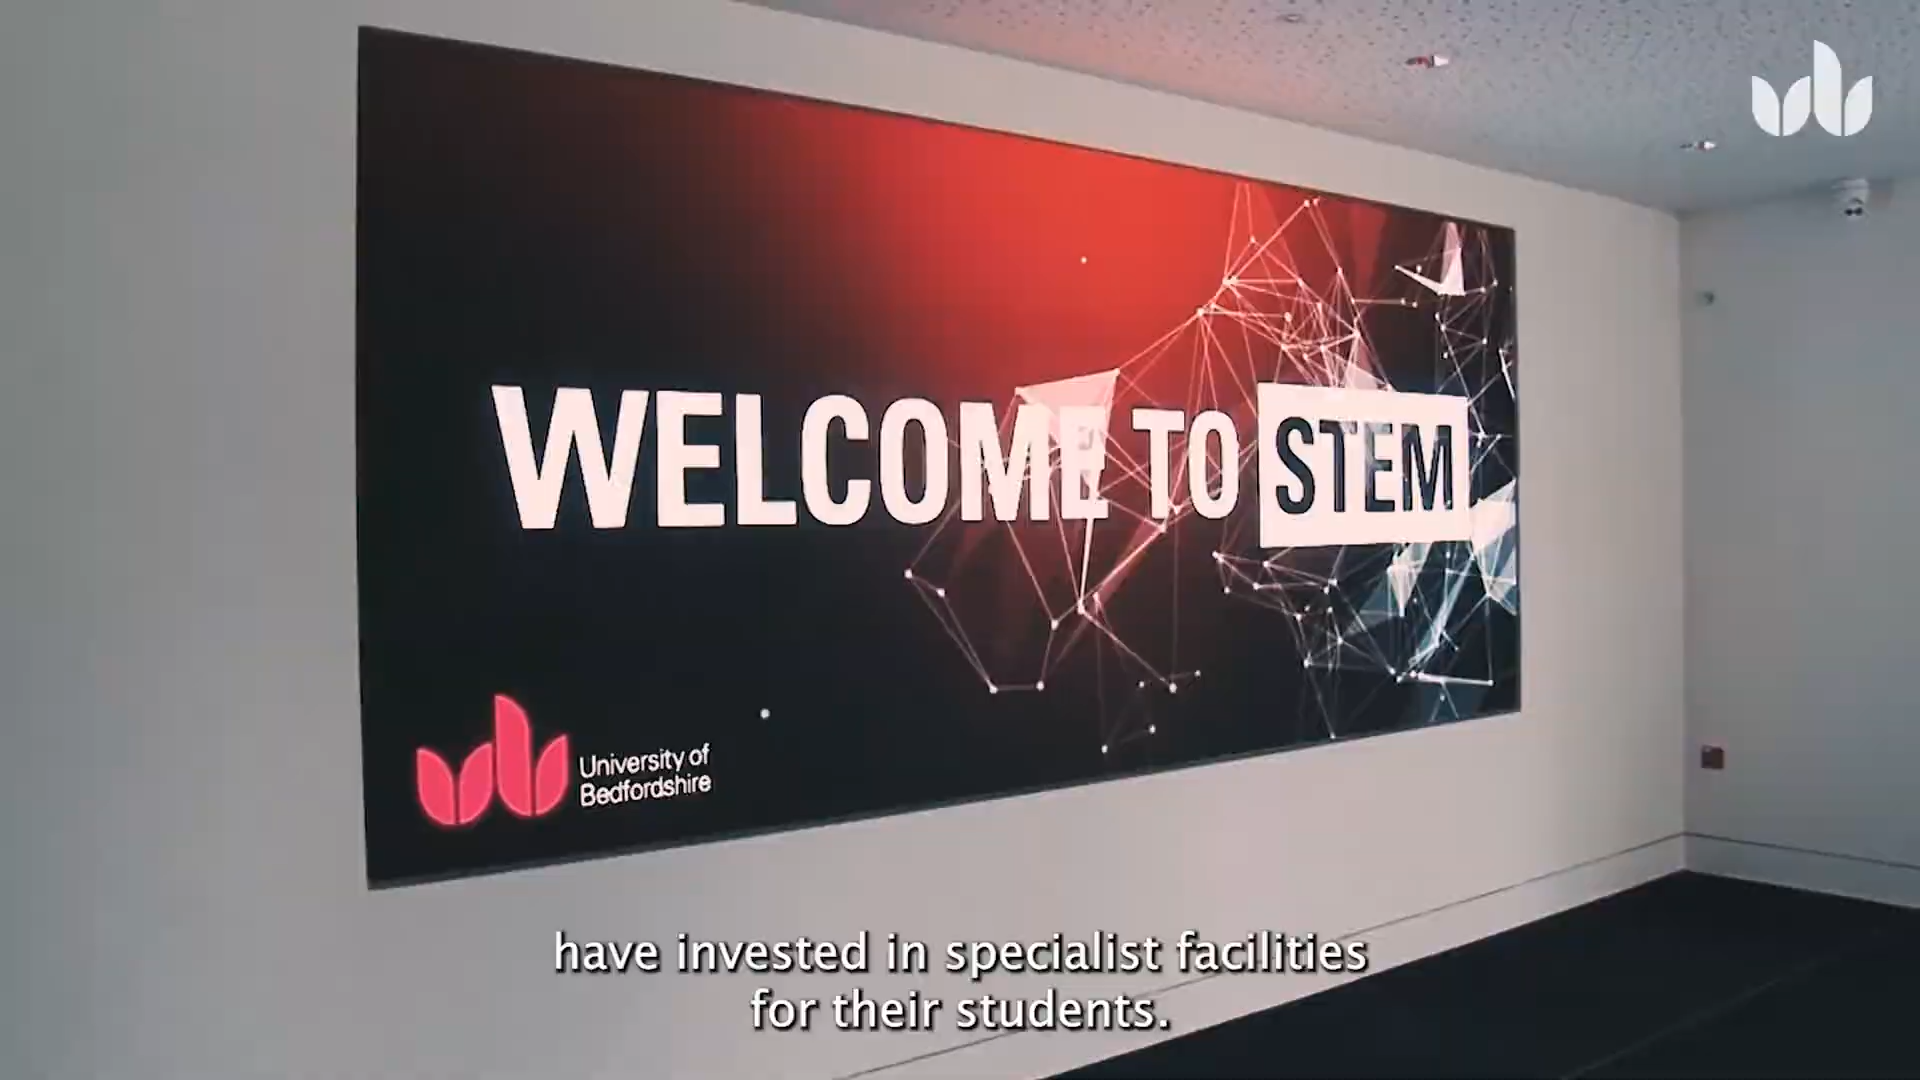 WELCOME TO STEM
University of
Bedfordshire
have invested in specialist facilities
for their students.